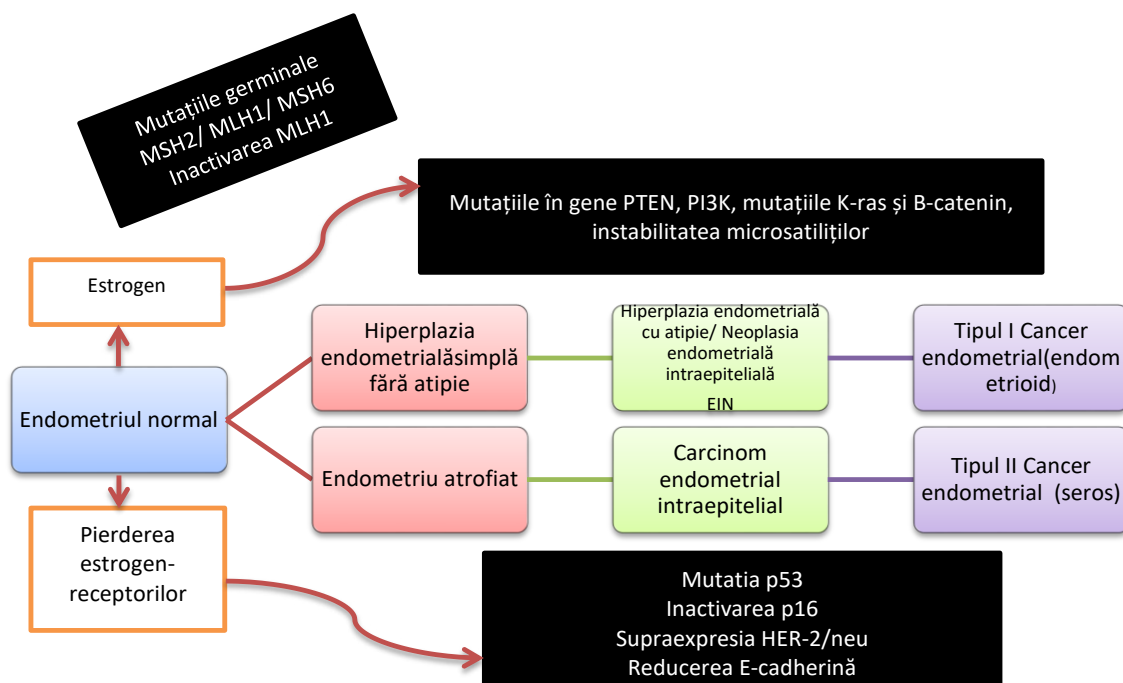 Mutațiile germinale
MSH2/ MLH1/ MSH6
Inactivarea MLH1
Mutațiile în gene PTEN, PI3K, mutațiile K-ras și B-catenin,
instabilitatea microsatiliților
Estrogen
Hiperplazia
endometrialăsimplă
fără atipie
Hiperplazia endometrială
cu atipie/ Neoplasia
endometrială
intraepitelială
EIN
Tipul I Cancer
endometrial(endom
etrioid)
Endometriul normal
Endometriu atrofiat
Carcinom
endometrial
intraepitelial
Tipul II Cancer
endometrial (seros)
Pierderea
estrogen-
receptorilor
Mutatia p53
Inactivarea p16
Supraexpresia HER-2/neu
Reducerea E-cadherină